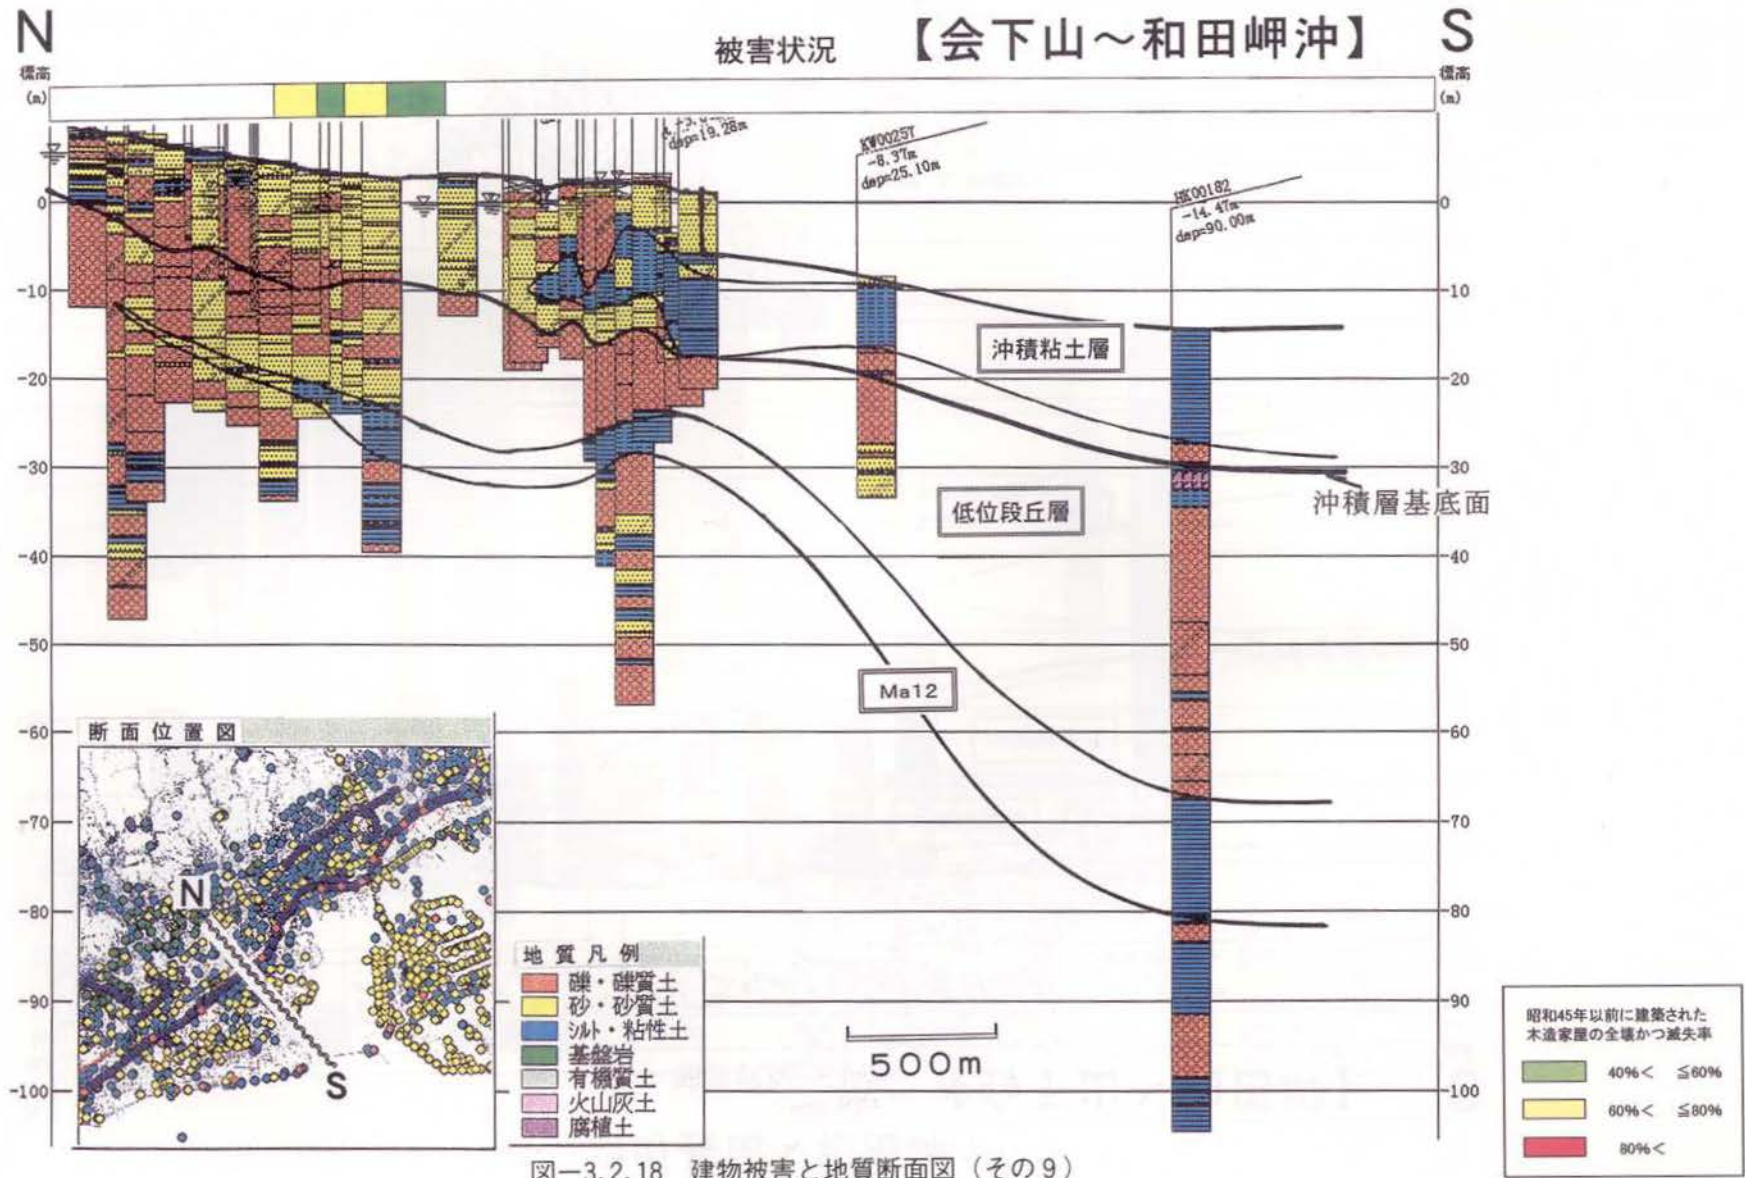 N
被害状況
【会下山～和田岬沖】
S
標高
(m)
標高
(m)
dep=19.28m
KW00257
-8.37m
dep=25.10m
HK00182
-14.47m
dep=90.00m
0
-10
-20
-30
-40
-50
-60
-70
-80
-90
-100
0
-10
-20
-30
-40
-50
-60
-70
-80
-90
-100
沖積粘土層
沖積層基底面
低位段丘層
Ma12
断面位置図
N
S
地質凡例
礫・礫質土
砂・砂質土
シルト・粘性土
基盤岩
有機質土
火山灰土
腐植土
500m
昭和45年以前に建築された
木造家屋の全壊かつ滅失率
40%< ≦60%
60%< ≦80%
80%<
図－3.2.18 建物被害と地質断面図（その9）